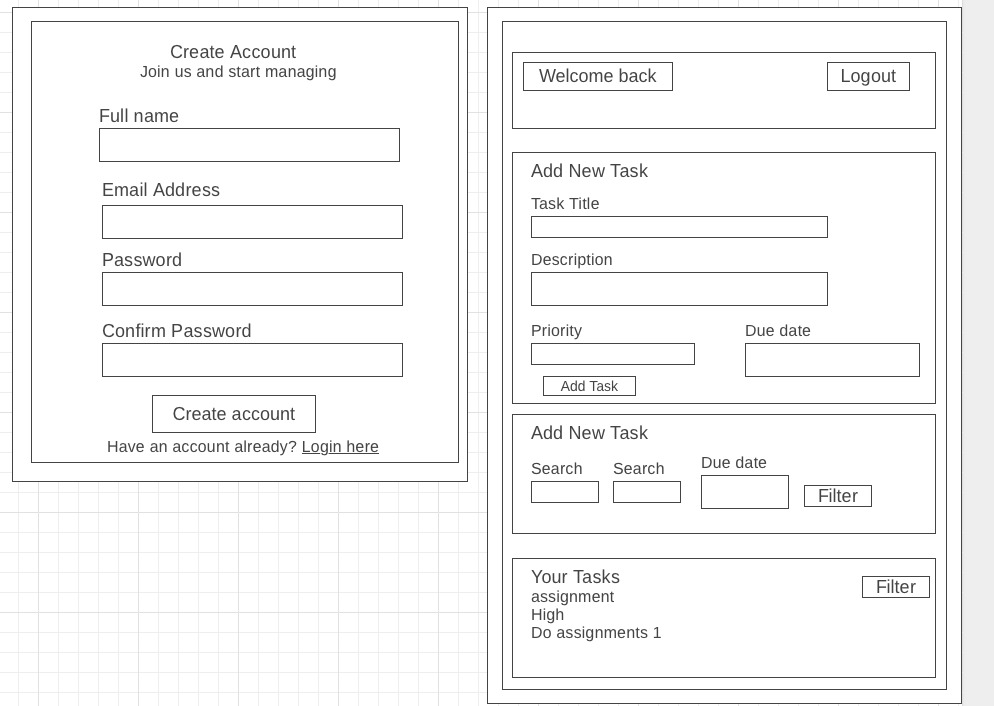 Create Account
Join us and start managing
Full name
Email Address
Password
Confirm Password
Create account
Have an account already? Login here
Welcome back
Logout
Add New Task
Task Title
Description
Priority
Due date
Add Task
Add New Task
Search
Search
Due date
Filter
Your Tasks
Filter
assignment
High
Do assignments 1